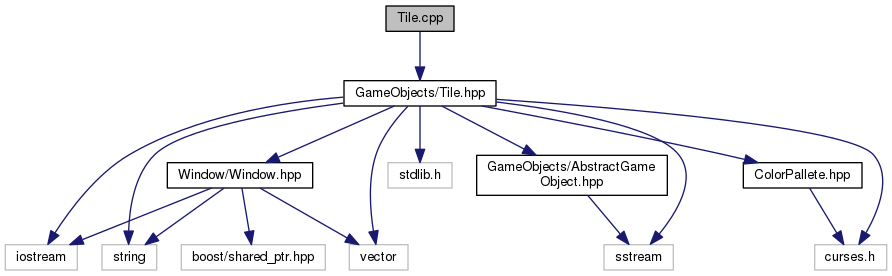 Tile.cpp
GameObjects/Tile.hpp
Window/Window.hpp
stdlib.h
GameObjects/AbstractGame
Object.hpp
ColorPallete.hpp
iostream
string
boost/shared_ptr.hpp
vector
sstream
curses.h